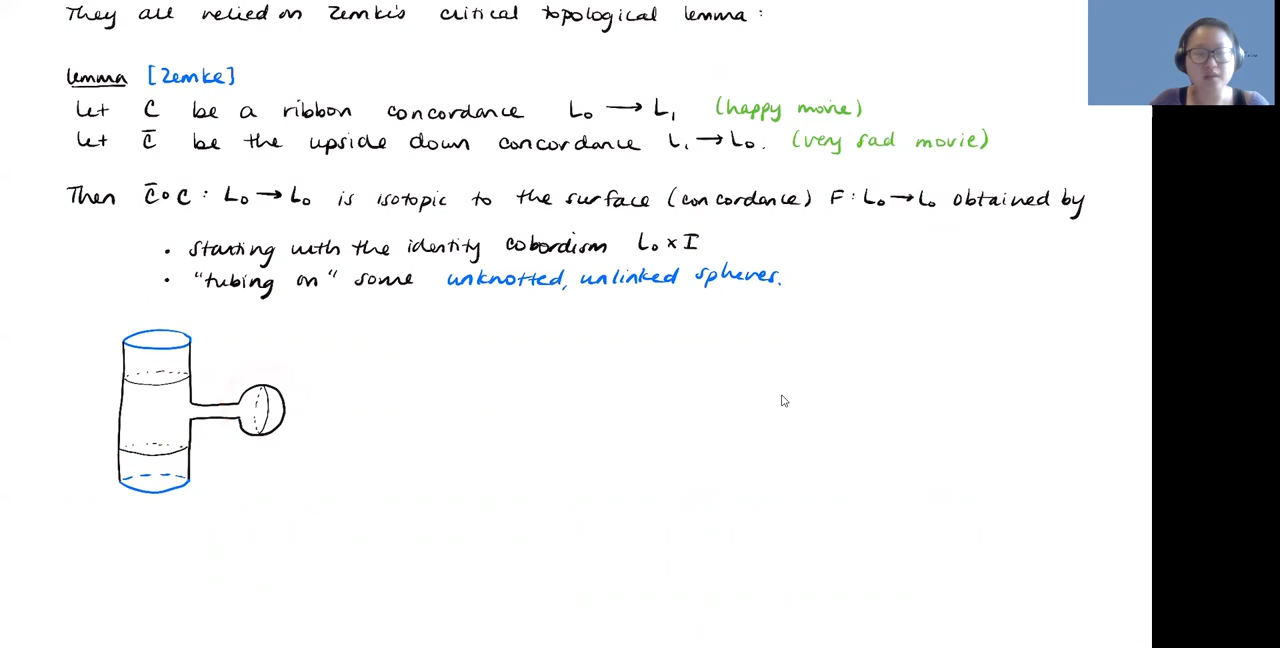 They all relied on Zemke's critical topological lemma :
Lemma [Zemke]
Let C be a ribbon concordance L₀ → L₁ (happy movie)
Let C̄ be the upside down concordance L₁ → L₀. (very sad movie)
Then C̄ ∘ C : L₀ → L₀ is isotopic to the surface (concordance) F : L₀ → L₀ obtained by
• starting with the identity cobordism L₀ × I
• "tubing on" some unknotted, unlinked spheres.